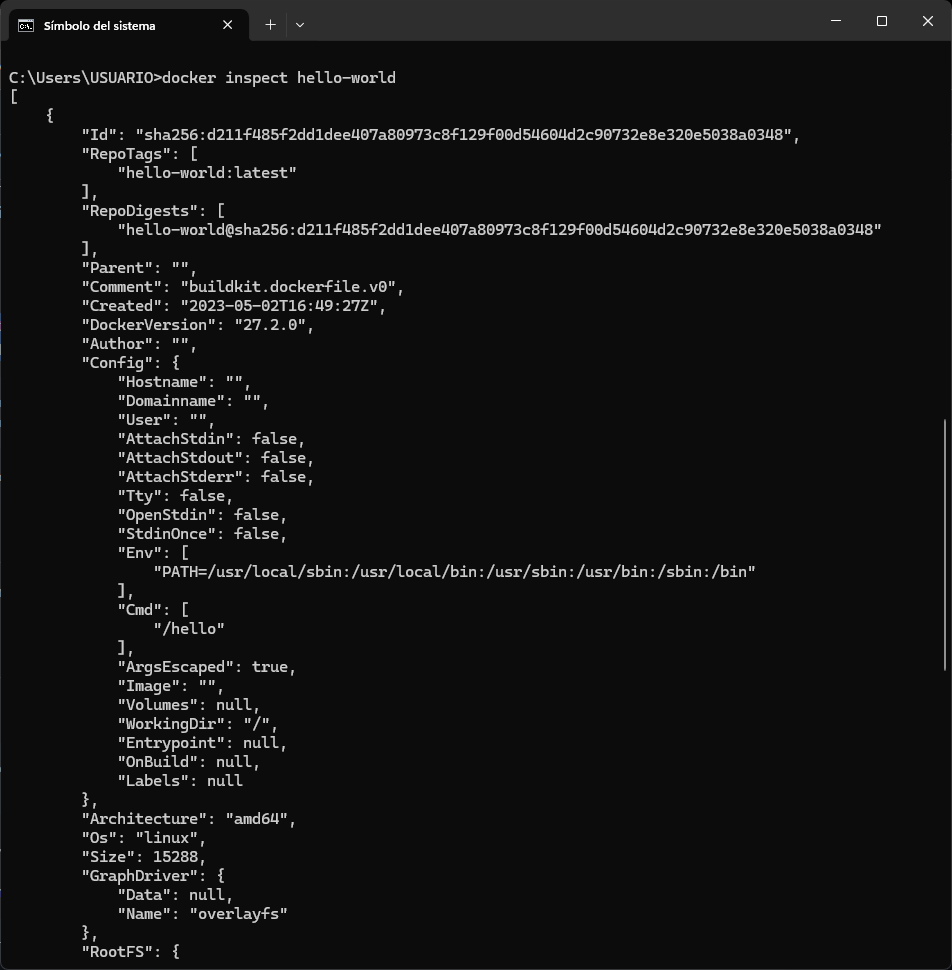 Símbolo del sistema
C:\Users\USUARIO>docker inspect hello-world
[
    {
        "Id": "sha256:d211f485f2dd1dee407a80973c8f129f00d54604d2c90732e8e320e5038a0348",
        "RepoTags": [
            "hello-world:latest"
        ],
        "RepoDigests": [
            "hello-world@sha256:d211f485f2dd1dee407a80973c8f129f00d54604d2c90732e8e320e5038a0348"
        ],
        "Parent": "",
        "Comment": "buildkit.dockerfile.v0",
        "Created": "2023-05-02T16:49:27Z",
        "DockerVersion": "27.2.0",
        "Author": "",
        "Config": {
            "Hostname": "",
            "Domainname": "",
            "User": "",
            "AttachStdin": false,
            "AttachStdout": false,
            "AttachStderr": false,
            "Tty": false,
            "OpenStdin": false,
            "StdinOnce": false,
            "Env": [
                "PATH=/usr/local/sbin:/usr/local/bin:/usr/sbin:/usr/bin:/sbin:/bin"
            ],
            "Cmd": [
                "/hello"
            ],
            "ArgsEscaped": true,
            "Image": "",
            "Volumes": null,
            "WorkingDir": "/",
            "Entrypoint": null,
            "OnBuild": null,
            "Labels": null
        },
        "Architecture": "amd64",
        "Os": "linux",
        "Size": 15288,
        "GraphDriver": {
            "Data": null,
            "Name": "overlayfs"
        },
        "RootFS": {